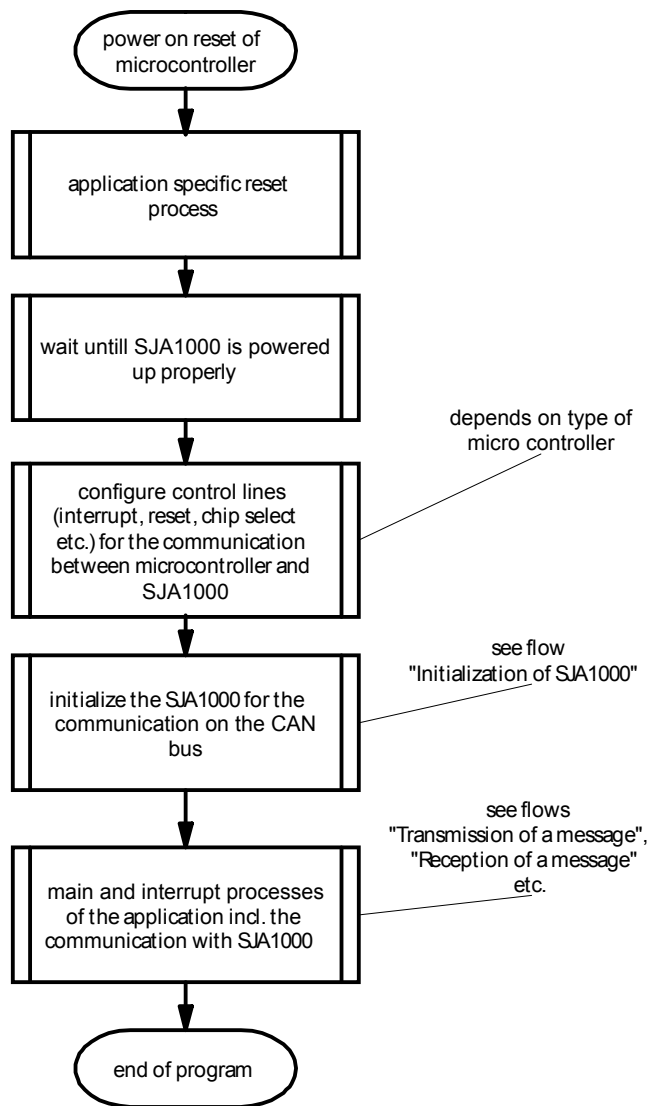 power on reset of
microcontroller
application specific reset
process
wait untill SJA1000 is powered
up properly
depends on type of
micro controller
configure control lines
(interrupt, reset, chip select
etc.) for the communication
between microcontroller and
SJA1000
see flow
"Initialization of SJA1000"
initialize the SJA1000 for the
communication on the CAN
bus
see flows
"Transmission of a message",
"Reception of a message"
etc.
main and interrupt processes
of the application incl. the
communication with SJA1000
end of program